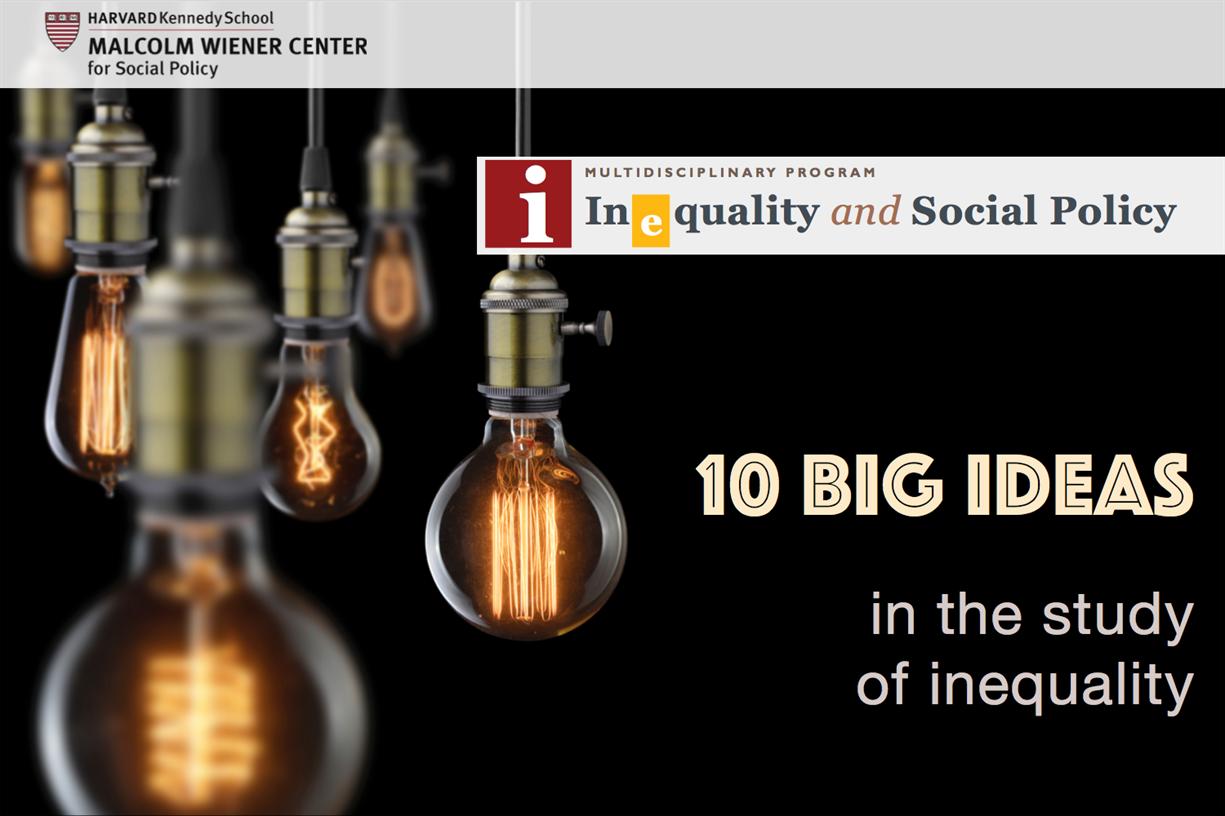 HARVARD Kennedy School
MALCOLM WIENER CENTER
for Social Policy
MULTIDISCIPLINARY PROGRAM
i Inequality and Social Policy
10 BIG IDEAS
in the study
of inequality